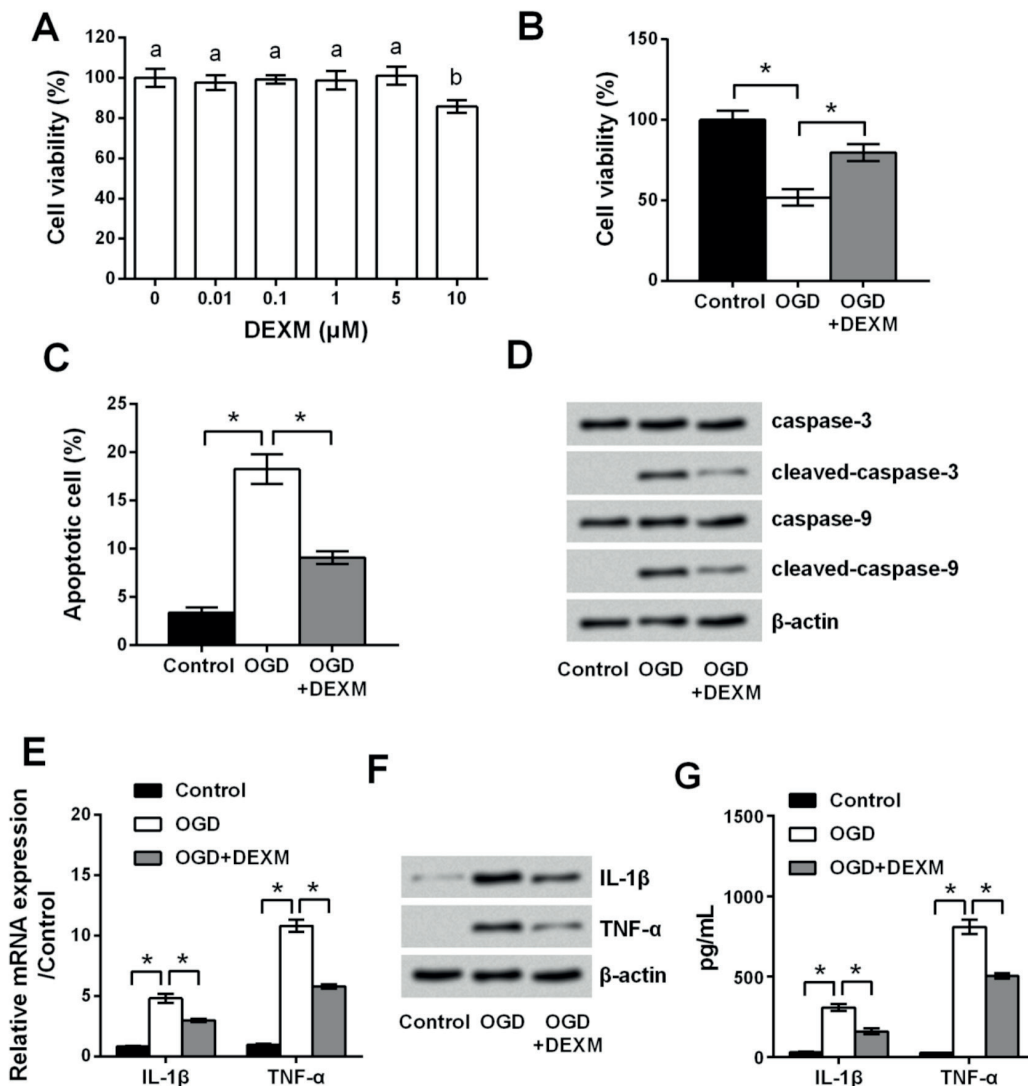 A
Cell viability (%)
120
100
80
60
40
20
0
a a a a a b
0 0.01 0.1 1 5 10
DEXM (µM)
B
Cell viability (%)
150
100
50
0
* *
Control OGD OGD
+DEXM
C
Apoptotic cell (%)
25
20
15
10
5
0
* *
Control OGD OGD
+DEXM
D
caspase-3
cleaved-caspase-3
caspase-9
cleaved-caspase-9
β-actin
Control OGD OGD
+DEXM
E
Relative mRNA expression
/Control
Control
OGD
OGD+DEXM
20
15
10
5
0
* *
* *
IL-1β TNF-α
F
IL-1β
TNF-α
β-actin
Control OGD OGD
+DEXM
G
pg/mL
Control
OGD
OGD+DEXM
1500
1000
500
0
* *
* *
IL-1β TNF-α